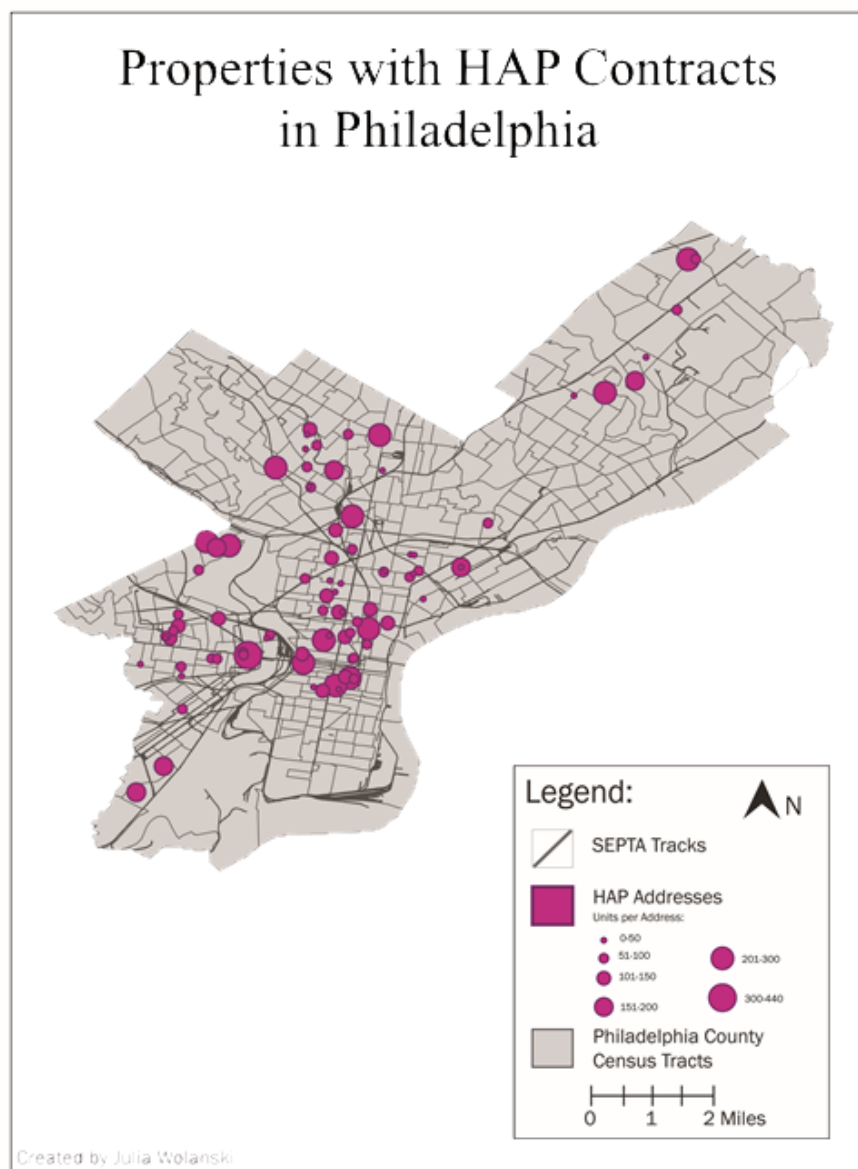 Properties with HAP Contracts
in Philadelphia
Legend:
N
SEPTA Tracks
HAP Addresses
Units per Address:
0-50
51-100
101-150
151-200
201-300
300-440
Philadelphia County
Census Tracts
0 1 2 Miles
Created by Julia Wolanski